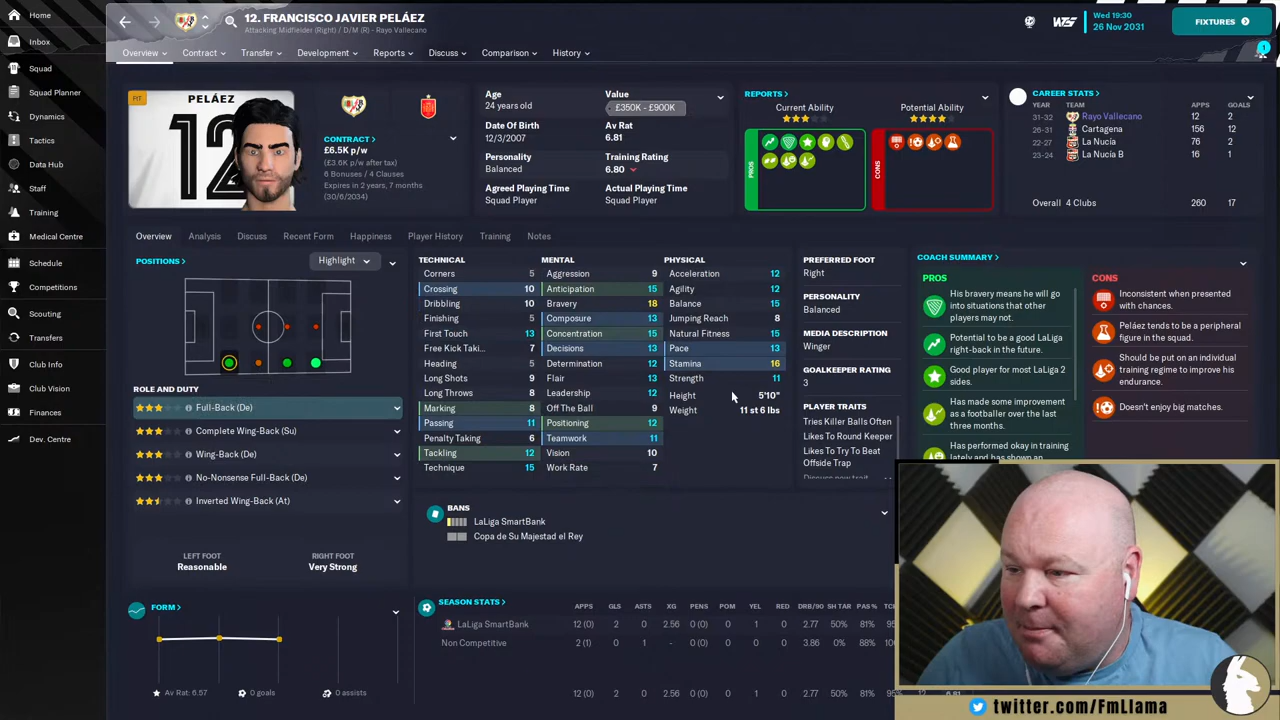 Home
Inbox
Squad
Squad Planner
Dynamics
Tactics
Data Hub
Staff
Training
Medical Centre
Schedule
Competitions
Scouting
Transfers
Club Info
Club Vision
Finances
Dev. Centre
12. FRANCISCO JAVIER PELÁEZ
Attacking Midfielder (Right) / D/M (R) - Rayo Vallecano
Wed 19:30
26 Nov 2031
FIXTURES
1
Overview
Contract
Transfer
Development
Reports
Discuss
Comparison
History
FIT
PELÁEZ
12
CONTRACT
£6.5K p/w
(£3.6K p/w after tax)
6 Bonuses / 4 Clauses
Expires in 2 years, 7 months
(30/6/2034)
Age
24 years old
Date Of Birth
12/3/2007
Personality
Balanced
Agreed Playing Time
Squad Player
Value
£350K - £900K
Av Rat
6.81
Training Rating
6.80
Actual Playing Time
Squad Player
REPORTS
Current Ability
Potential Ability
PROS
CONS
CAREER STATS
YEAR TEAM APPS GOALS
31-32 Rayo Vallecano 12 2
26-31 Cartagena 156 12
22-27 La Nucía 76 2
23-24 La Nucía B 16 1
Overall 4 Clubs 260 17
Overview
Analysis
Discuss
Recent Form
Happiness
Player History
Training
Notes
POSITIONS
Highlight
ROLE AND DUTY
Full-Back (De)
Complete Wing-Back (Su)
Wing-Back (De)
No-Nonsense Full-Back (De)
Inverted Wing-Back (At)
LEFT FOOT
Reasonable
RIGHT FOOT
Very Strong
TECHNICAL
Corners 5
Crossing 10
Dribbling 10
Finishing 5
First Touch 13
Free Kick Taki... 7
Heading 5
Long Shots 9
Long Throws 8
Marking 8
Passing 11
Penalty Taking 6
Tackling 12
Technique 15
MENTAL
Aggression 9
Anticipation 15
Bravery 18
Composure 13
Concentration 15
Decisions 13
Determination 12
Flair 13
Leadership 12
Off The Ball 9
Positioning 12
Teamwork 11
Vision 10
Work Rate 7
PHYSICAL
Acceleration 12
Agility 12
Balance 15
Jumping Reach 8
Natural Fitness 15
Pace 13
Stamina 16
Strength 11
Height 5'10"
Weight 11 st 6 lbs
PREFERRED FOOT
Right
PERSONALITY
Balanced
MEDIA DESCRIPTION
Winger
GOALKEEPER RATING
3
PLAYER TRAITS
Tries Killer Balls Often
Likes To Round Keeper
Likes To Try To Beat
Offside Trap
Discuss new trait
COACH SUMMARY
PROS
His bravery means he will go
into situations that other
players may not.
Potential to be a good LaLiga
right-back in the future.
Good player for most LaLiga 2
sides.
Has made some improvement
as a footballer over the last
three months.
Has performed okay in training
lately and has shown an
CONS
Inconsistent when presented
with chances.
Peláez tends to be a peripheral
figure in the squad.
Should be put on an individual
training regime to improve his
endurance.
Doesn't enjoy big matches.
BANS
LaLiga SmartBank
Copa de Su Majestad el Rey
FORM
Av Rat: 6.57
0 goals
0 assists
SEASON STATS
APPS GLS ASTS XG PENS POM YEL RED DRB/90 SH TAR PAS%
LaLiga SmartBank 12 (0) 2 0 2.56 0 (0) 0 1 0 2.77 50% 81%
Non Competitive 2 (1) 0 1 - 0 (0) 0 0 0 3.86 0% 88%
12 (0) 2 0 2.56 0 (0) 0 1 0 2.77 50% 81%
twitter.com/FmLlama